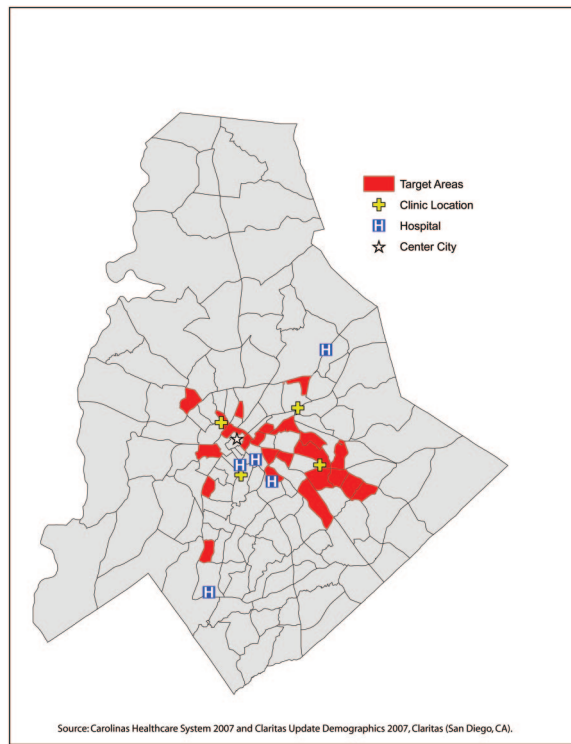 Target Areas
Clinic Location
H Hospital
Center City
H
H
H
H
H
Source: Carolinas Healthcare System 2007 and Claritas Update Demographics 2007, Claritas (San Diego, CA).